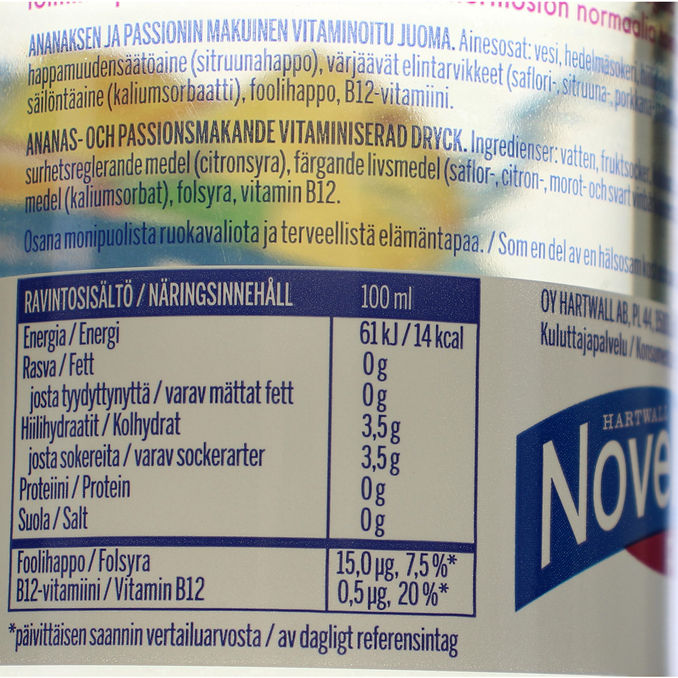 normaalia
ANANAKSEN JA PASSIONIN MAKUINEN VITAMINOITU JUOMA. Ainesosat: vesi, hedelmäsokeri,
happamuudensäätöaine (sitruunahappo), värjäävät elintarvikkeet (saflori-, sitruuna-, porkkana-
säilöntäaine (kaliumsorbaatti), foolihappo, B12-vitamiini.
ANANAS- OCH PASSIONSMAKANDE VITAMINISERAD DRYCK. Ingredienser: vatten, fruktsocker,
surhetsreglerande medel (citronsyra), färgande livsmedel (saflor-, citron-, morot- och svart
medel (kaliumsorbat), folsyra, vitamin B12.
Osana monipuolista ruokavaliota ja terveellistä elämäntapaa. / Som en del av en hälsosam
RAVINTOSISÄLTÖ / NÄRINGSINNEHÅLL 100 ml
Energia / Energi 61 kJ / 14 kcal
Rasva / Fett 0 g
josta tyydyttynyttä / varav mättat fett 0 g
Hiilihydraatit / Kolhydrat 3,5 g
josta sokereita / varav sockerarter 3,5 g
Proteiini / Protein 0 g
Suola / Salt 0 g
Foolihappo / Folsyra 15,0 µg, 7,5 %*
B12-vitamiini / Vitamin B12 0,5 µg, 20 %*
*päivittäisen saannin vertailuarvosta / av dagligt referensintag
OY HARTWALL AB, PL 44,
Kuluttajapalvelu /
HARTWALL
Nove